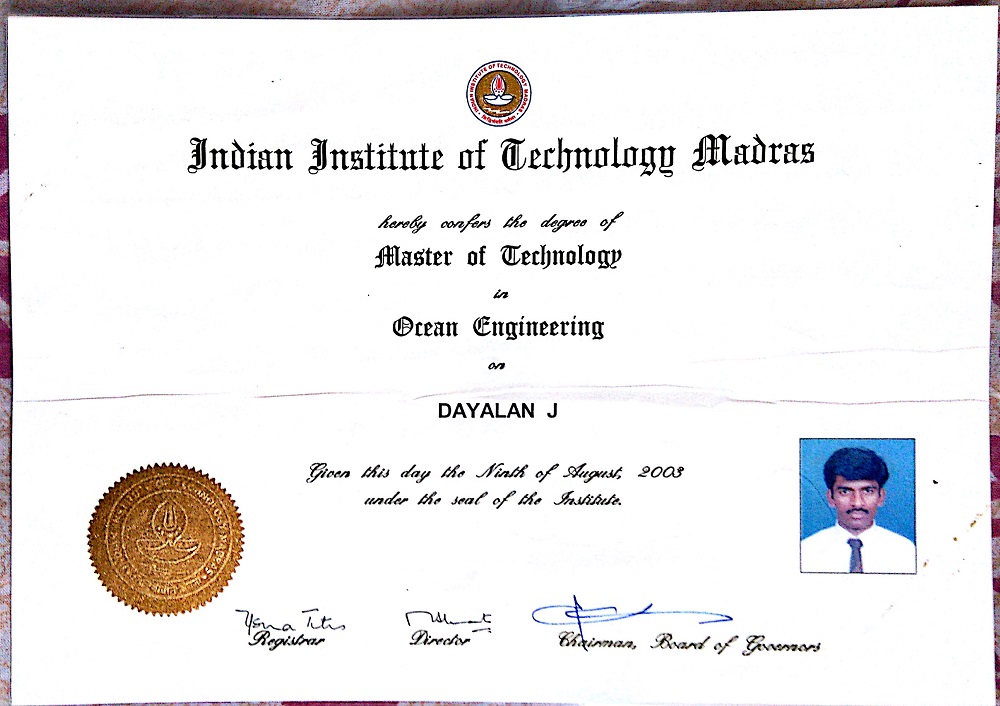 INDIAN INSTITUTE OF TECHNOLOGY MADRAS
Indian Institute of Technology Madras
hereby confers the degree of
Master of Technology
in
Ocean Engineering
on
DAYALAN J
Given this day the Ninth of August, 2003
under the seal of the Institute.
Registrar
Director
Chairman, Board of Governors